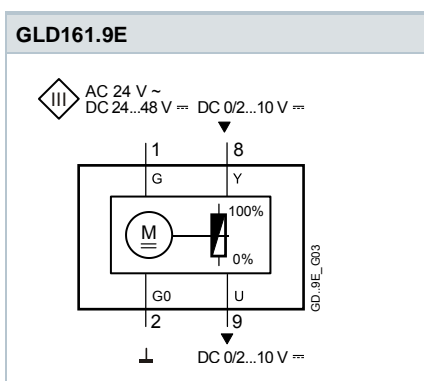 GLD161.9E
III
AC 24 V ~
DC 24...48 V ⎓ DC 0/2...10 V ⎓
1 8
G Y
100%
M
0%
G0 U
2 9
DC 0/2...10 V ⎓
GD..9E_G03